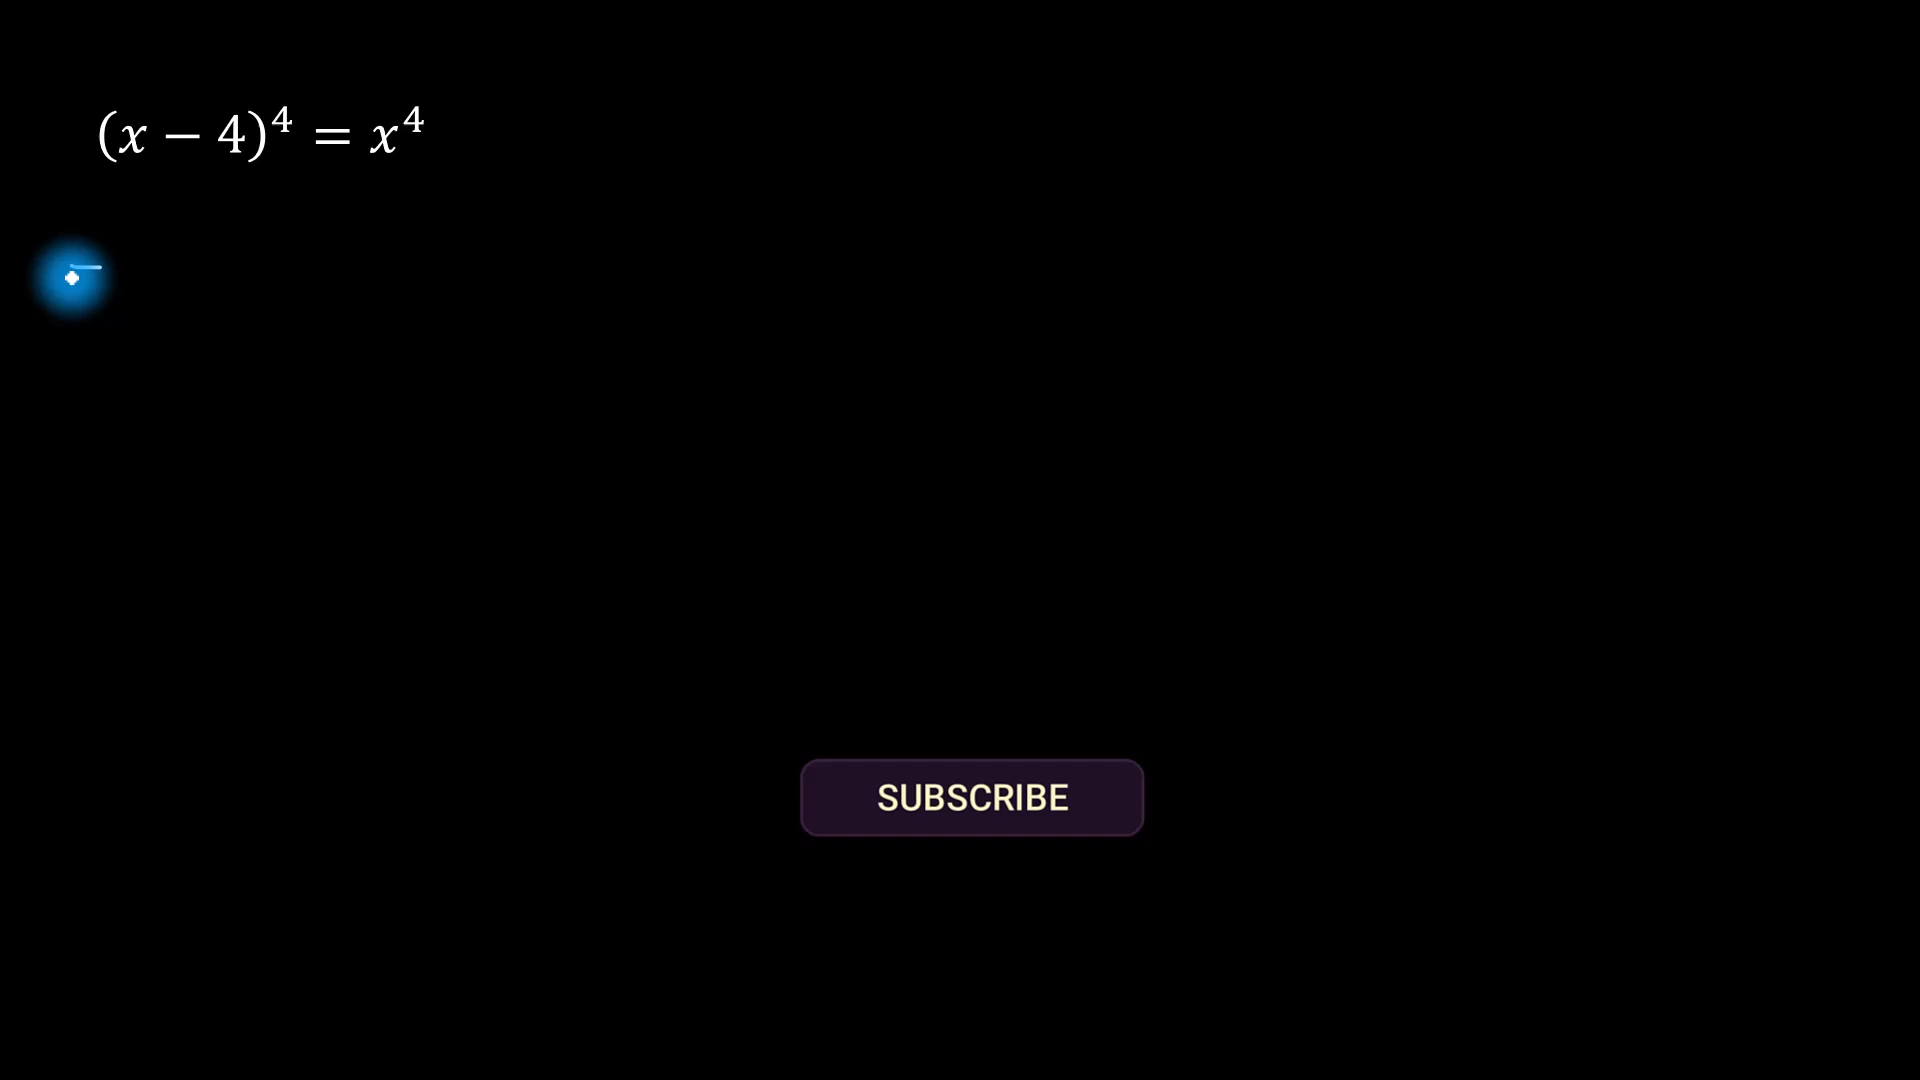 (x − 4)⁴ = x⁴
SUBSCRIBE